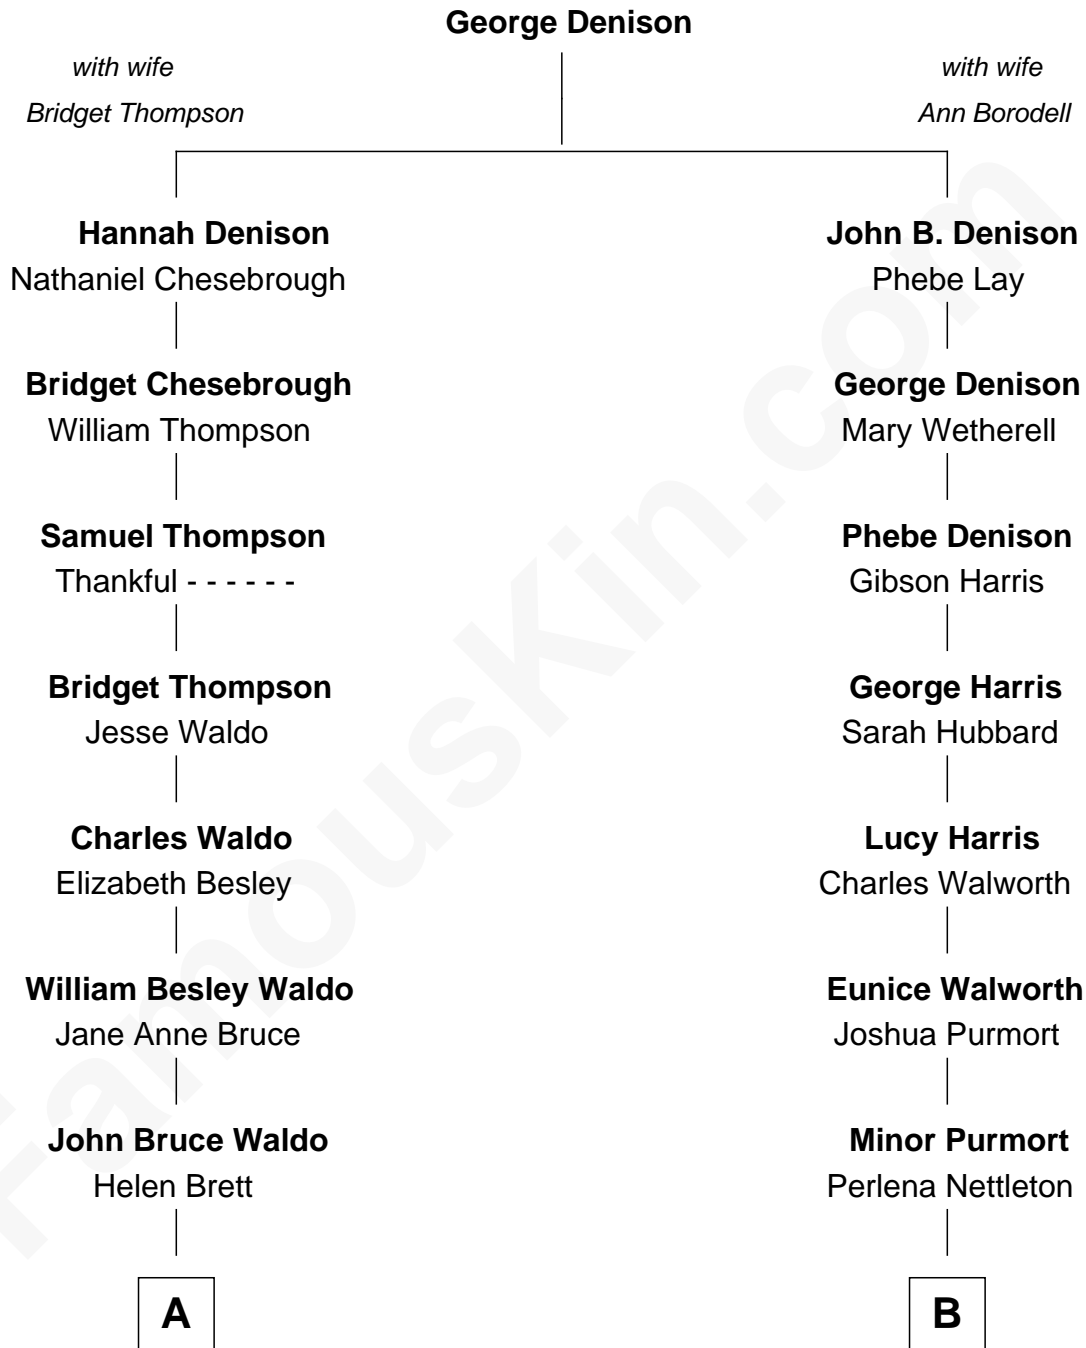 George Denison
with wife
Bridget Thompson
with wife
Ann Borodell
Hannah Denison
Nathaniel Chesebrough
John B. Denison
Phebe Lay
Bridget Chesebrough
William Thompson
George Denison
Mary Wetherell
Samuel Thompson
Thankful - - - - - -
Phebe Denison
Gibson Harris
Bridget Thompson
Jesse Waldo
George Harris
Sarah Hubbard
Charles Waldo
Elizabeth Besley
Lucy Harris
Charles Walworth
William Besley Waldo
Jane Anne Bruce
Eunice Walworth
Joshua Purmort
John Bruce Waldo
Helen Brett
Minor Purmort
Perlena Nettleton
A
B
FamousKin.com